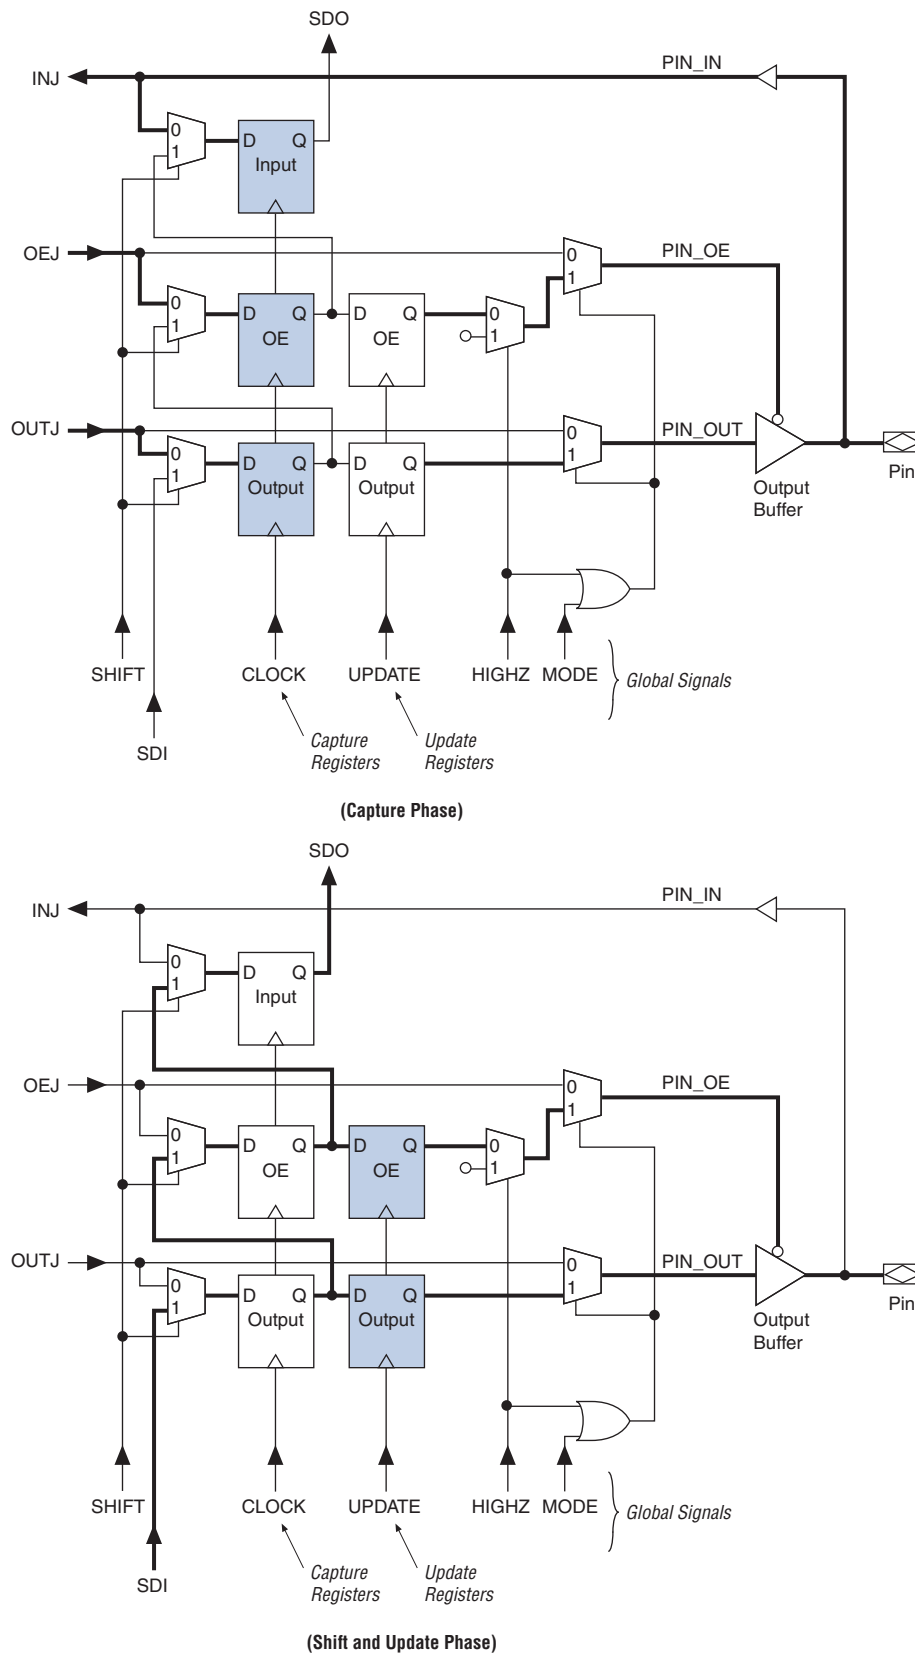 SDO
INJ
PIN_IN
0
1
D Q
Input
OEJ
0
1
PIN_OE
0
1
D Q
OE
D Q
OE
0
1
OUTJ
0
1
PIN_OUT
0
1
D Q
Output
D Q
Output
Pin
Output
Buffer
SHIFT
CLOCK
UPDATE
HIGHZ
MODE
Global Signals
SDI
Capture
Registers
Update
Registers
(Capture Phase)
SDO
INJ
PIN_IN
0
1
D Q
Input
OEJ
0
1
PIN_OE
0
1
D Q
OE
D Q
OE
0
1
OUTJ
0
1
PIN_OUT
0
1
D Q
Output
D Q
Output
Pin
Output
Buffer
SHIFT
CLOCK
UPDATE
HIGHZ
MODE
Global Signals
SDI
Capture
Registers
Update
Registers
(Shift and Update Phase)